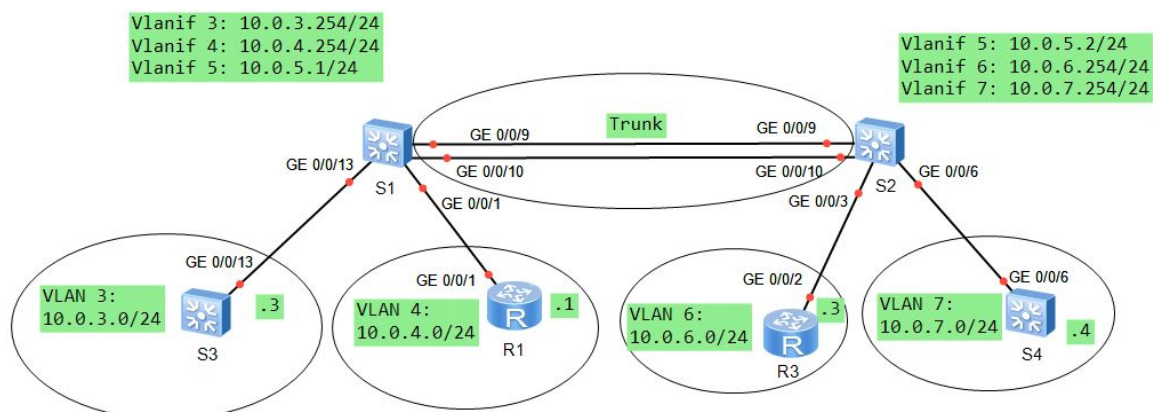 Vlanif 3: 10.0.3.254/24
Vlanif 4: 10.0.4.254/24
Vlanif 5: 10.0.5.1/24
Vlanif 5: 10.0.5.2/24
Vlanif 6: 10.0.6.254/24
Vlanif 7: 10.0.7.254/24
Trunk
GE 0/0/9
GE 0/0/9
GE 0/0/13
GE 0/0/10
GE 0/0/10
GE 0/0/6
S1
S2
GE 0/0/1
GE 0/0/3
GE 0/0/13
GE 0/0/1
GE 0/0/2
GE 0/0/6
VLAN 3:
10.0.3.0/24
.3
S3
VLAN 4:
10.0.4.0/24
.1
R1
VLAN 6:
10.0.6.0/24
.3
R3
VLAN 7:
10.0.7.0/24
.4
S4
R
R